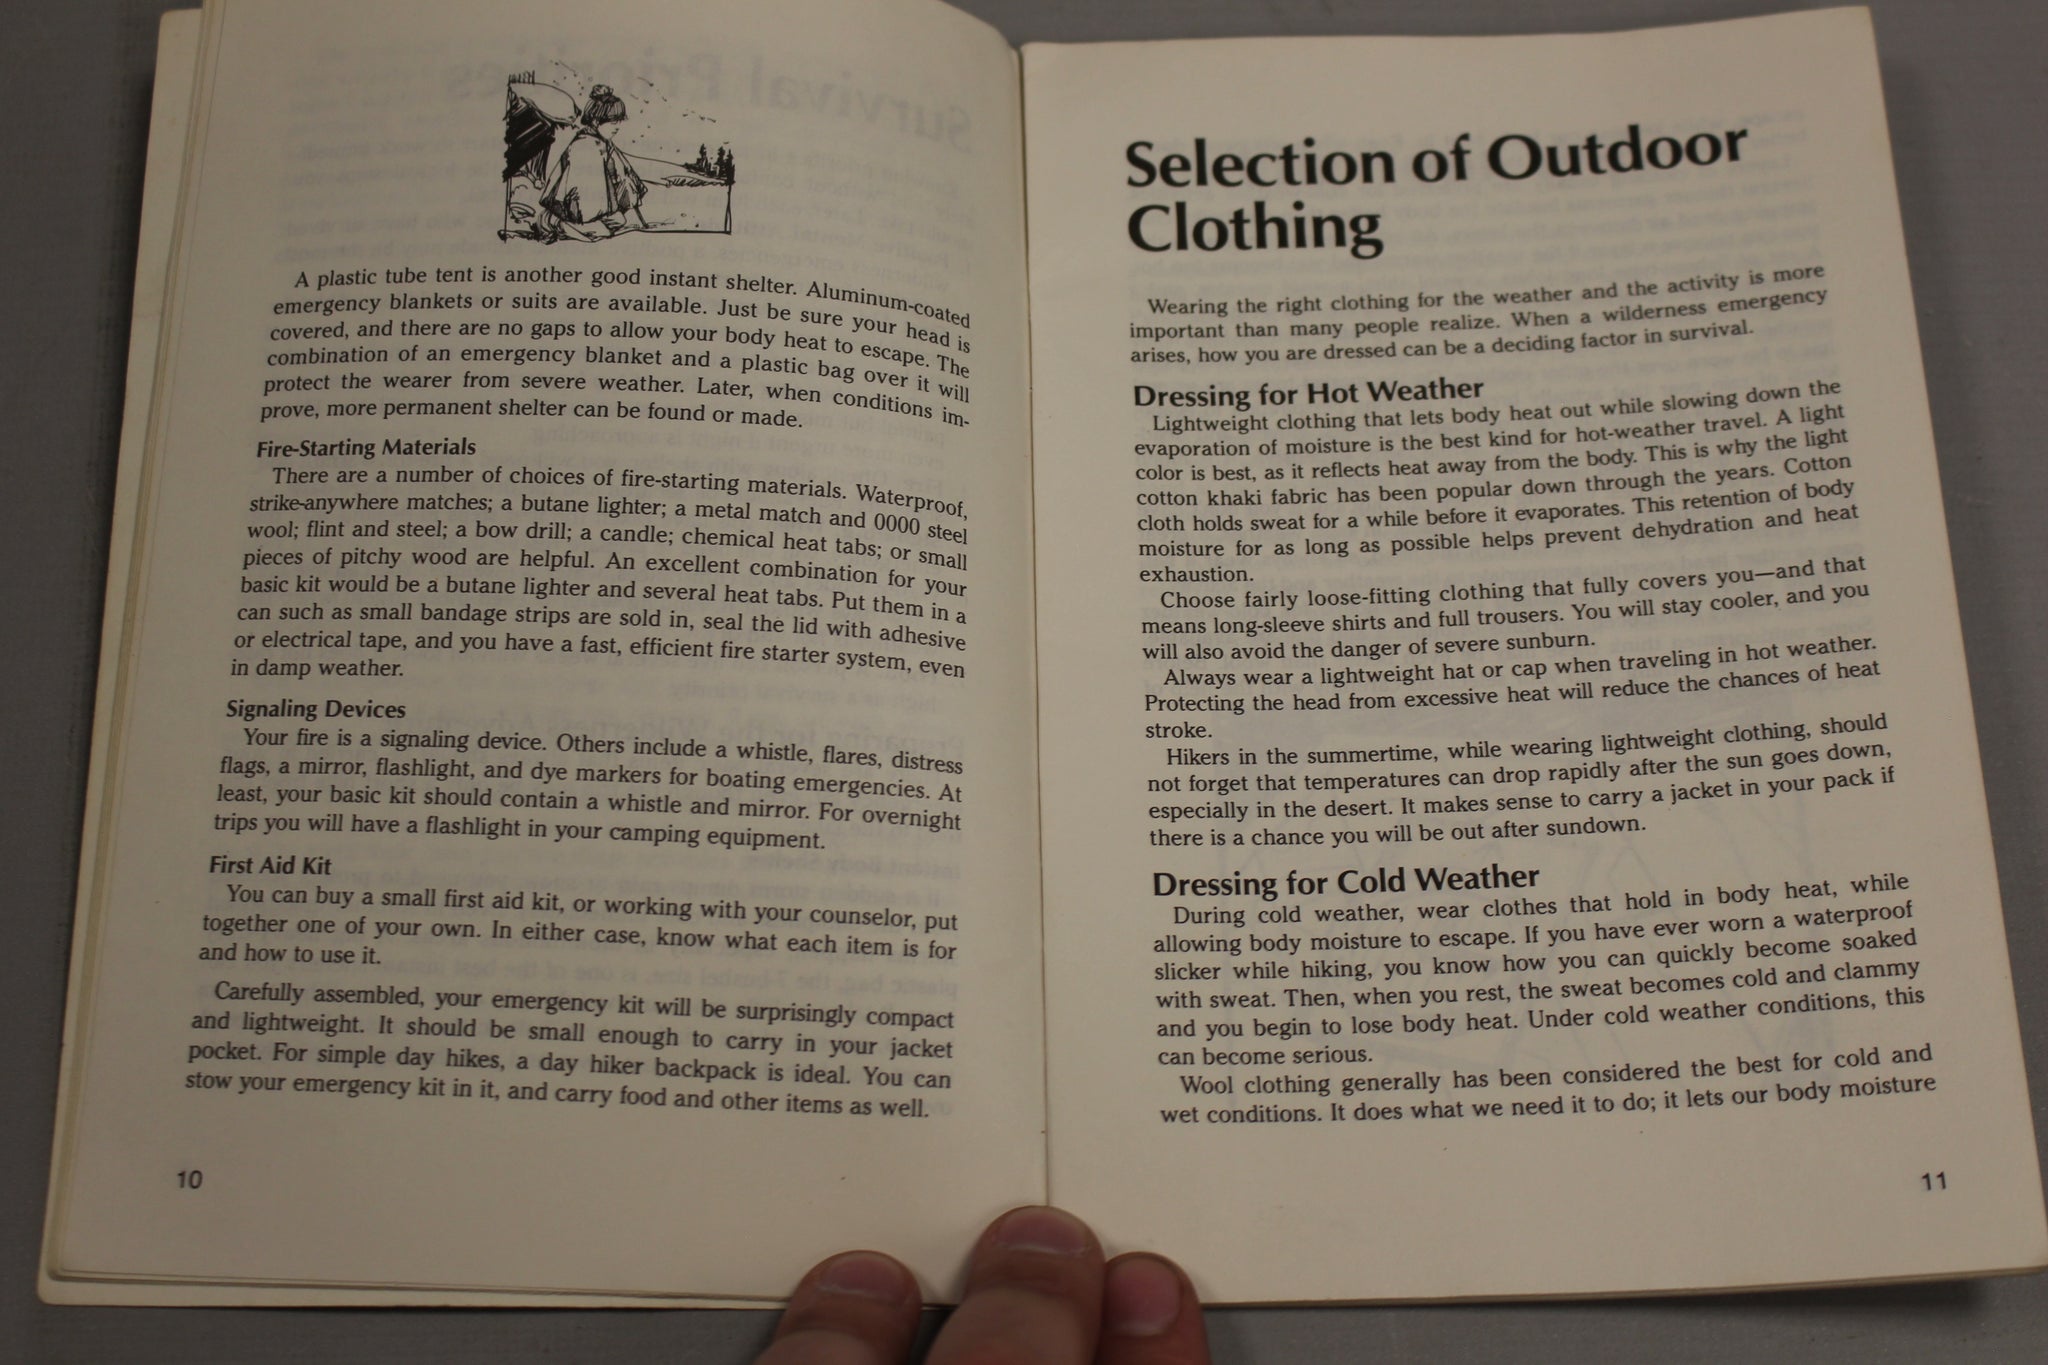 A plastic tube tent is another good instant shelter. Aluminum-coated
emergency blankets or suits are available. Just be sure your head is
covered, and there are no gaps to allow your body heat to escape. The
combination of an emergency blanket and a plastic bag over it will
protect the wearer from severe weather. Later, when conditions im-
prove, more permanent shelter can be found or made.
Fire-Starting Materials
There are a number of choices of fire-starting materials. Waterproof,
strike-anywhere matches; a butane lighter; a metal match and 0000 steel
wool; flint and steel; a bow drill; a candle; chemical heat tabs; or small
pieces of pitchy wood are helpful. An excellent combination for your
basic kit would be a butane lighter and several heat tabs. Put them in a
can such as small bandage strips are sold in, seal the lid with adhesive
or electrical tape, and you have a fast, efficient fire starter system, even
in damp weather.
Signaling Devices
Your fire is a signaling device. Others include a whistle, flares, distress
flags, a mirror, flashlight, and dye markers for boating emergencies. At
least, your basic kit should contain a whistle and mirror. For overnight
trips you will have a flashlight in your camping equipment.
First Aid Kit
You can buy a small first aid kit, or working with your counselor, put
together one of your own. In either case, know what each item is for
and how to use it.
Carefully assembled, your emergency kit will be surprisingly compact
and lightweight. It should be small enough to carry in your jacket
pocket. For simple day hikes, a day hiker backpack is ideal. You can
stow your emergency kit in it, and carry food and other items as well.
10
Selection of Outdoor
Clothing
Wearing the right clothing for the weather and the activity is more
important than many people realize. When a wilderness emergency
arises, how you are dressed can be a deciding factor in survival.
Dressing for Hot Weather
Lightweight clothing that lets body heat out while slowing down the
evaporation of moisture is the best kind for hot-weather travel. A light
color is best, as it reflects heat away from the body. This is why the light
cotton khaki fabric has been popular down through the years. Cotton
cloth holds sweat for a while before it evaporates. This retention of body
moisture for as long as possible helps prevent dehydration and heat
exhaustion.
Choose fairly loose-fitting clothing that fully covers you—and that
means long-sleeve shirts and full trousers. You will stay cooler, and you
will also avoid the danger of severe sunburn.
Always wear a lightweight hat or cap when traveling in hot weather.
Protecting the head from excessive heat will reduce the chances of heat
stroke.
Hikers in the summertime, while wearing lightweight clothing, should
not forget that temperatures can drop rapidly after the sun goes down,
especially in the desert. It makes sense to carry a jacket in your pack if
there is a chance you will be out after sundown.
Dressing for Cold Weather
During cold weather, wear clothes that hold in body heat, while
allowing body moisture to escape. If you have ever worn a waterproof
slicker while hiking, you know how you can quickly become soaked
with sweat. Then, when you rest, the sweat becomes cold and clammy
and you begin to lose body heat. Under cold weather conditions, this
can become serious.
Wool clothing generally has been considered the best for cold and
wet conditions. It does what we need it to do; it lets our body moisture
11